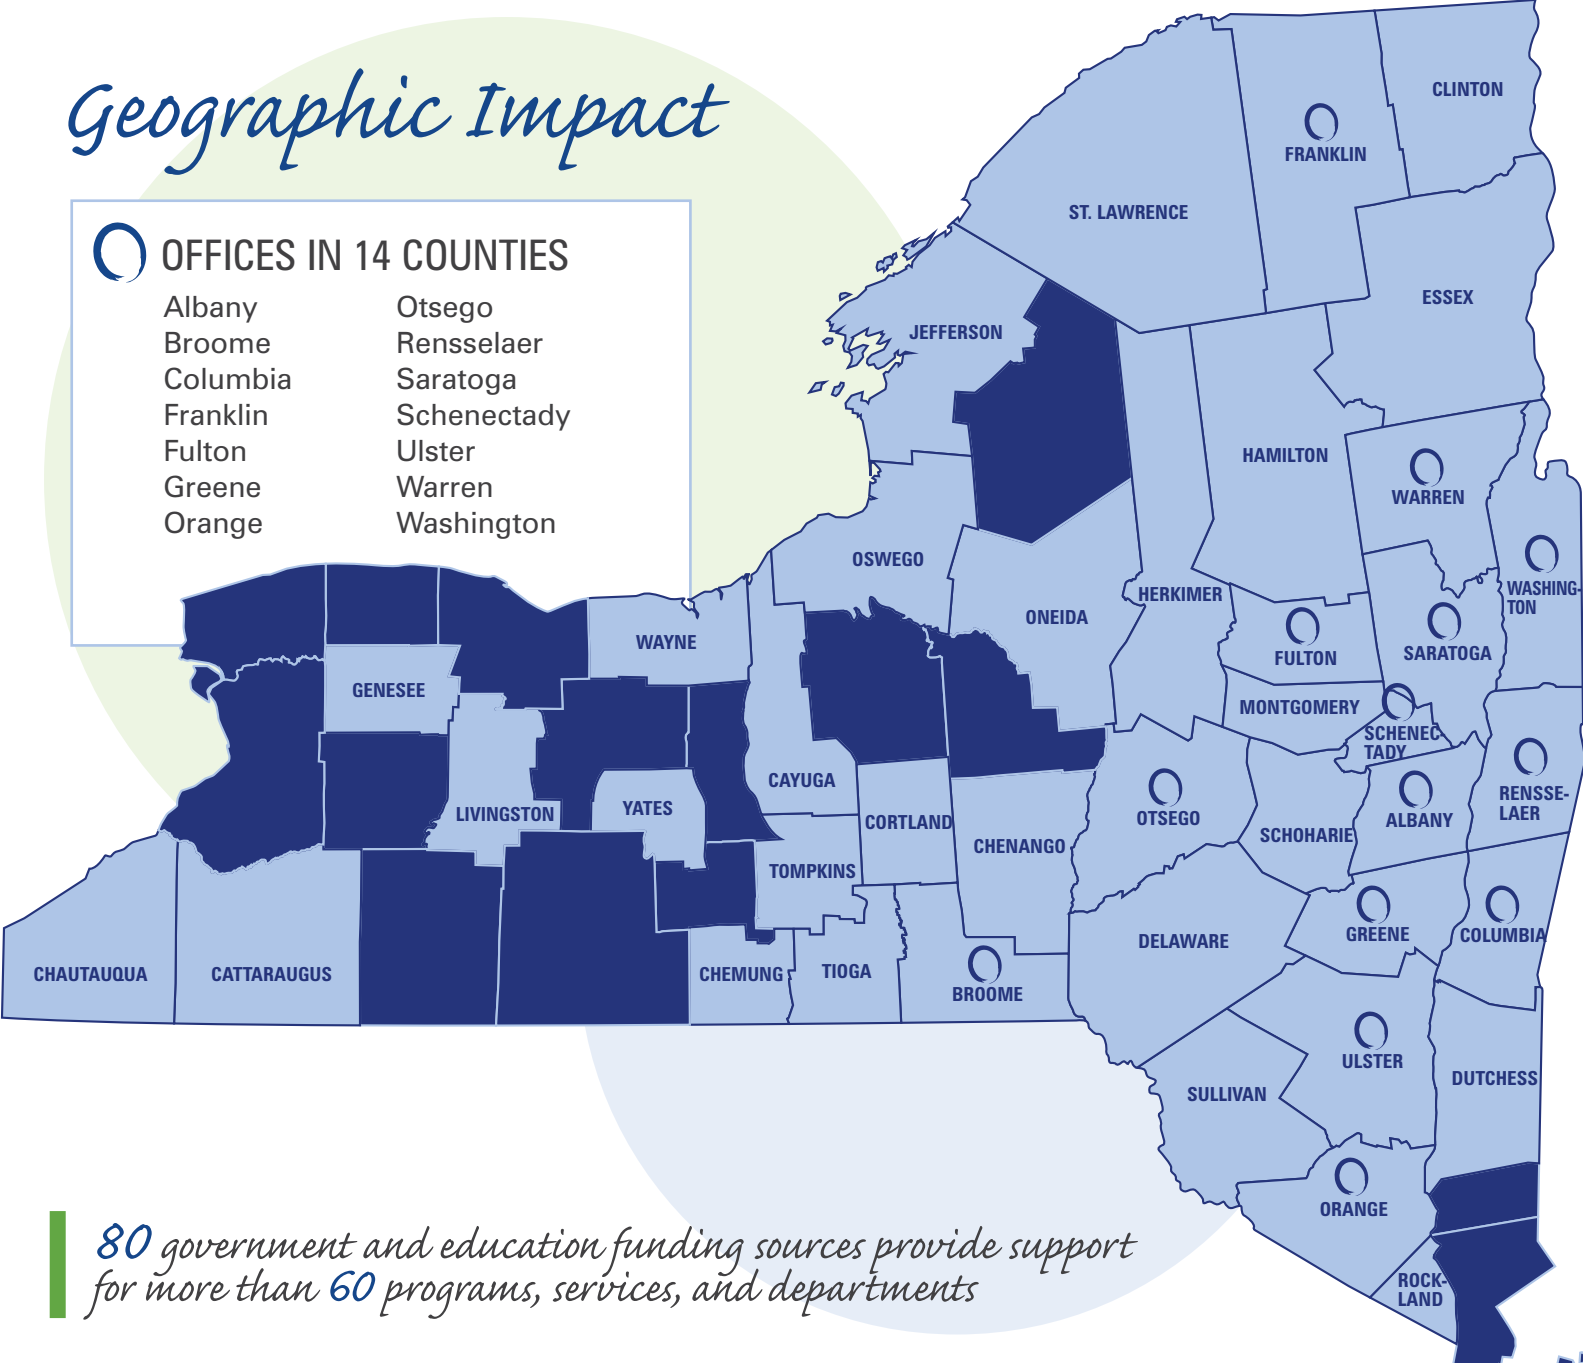 Geographic Impact
OFFICES IN 14 COUNTIES
Albany
Broome
Columbia
Franklin
Fulton
Greene
Orange
Otsego
Rensselaer
Saratoga
Schenectady
Ulster
Warren
Washington
CLINTON
FRANKLIN
ST. LAWRENCE
ESSEX
JEFFERSON
HAMILTON
WARREN
OSWEGO
WASHING-
TON
HERKIMER
ONEIDA
WAYNE
FULTON
SARATOGA
GENESEE
MONTGOMERY
SCHENEC-
TADY
CAYUGA
LIVINGSTON
YATES
CORTLAND
OTSEGO
SCHOHARIE
ALBANY
RENSSE-
LAER
CHENANGO
TOMPKINS
GREENE
COLUMBIA
DELAWARE
CHAUTAUQUA
CATTARAUGUS
CHEMUNG
TIOGA
BROOME
ULSTER
DUTCHESS
SULLIVAN
ORANGE
ROCK-
LAND
80 government and education funding sources provide support
for more than 60 programs, services, and departments